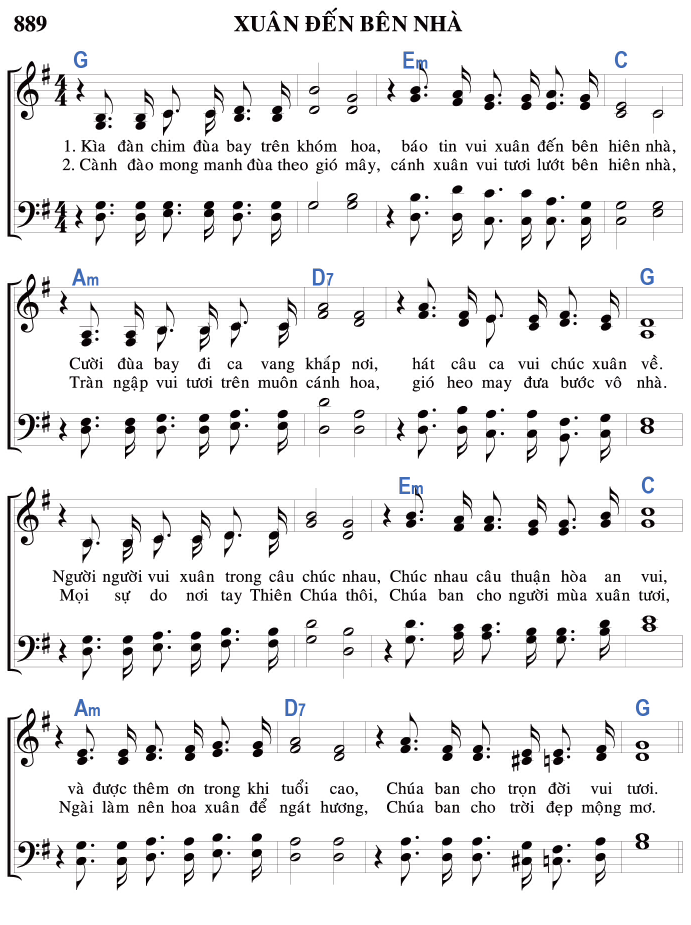 889 XUÂN ĐẾN BÊN NHÀ
G Em C
4 4
1. Kìa đàn chim đùa bay trên khóm hoa, báo tin vui xuân đến bên hiên nhà,
2. Cành đào mong manh đùa theo gió mây, cánh xuân vui tươi lướt bên hiên nhà,
4 4
Am D7 G
Cười đùa bay đi ca vang khắp nơi, hát câu ca vui chúc xuân về.
Tràn ngập vui tươi trên muôn cánh hoa, gió heo may đưa bước vô nhà.
Em C
Người người vui xuân trong câu chúc nhau, Chúc nhau câu thuận hòa an vui,
Mọi sự do nơi tay Thiên Chúa thôi, Chúa ban cho người mùa xuân tươi,
Am D7 G
và được thêm ơn trong khi tuổi cao, Chúa ban cho trọn đời vui tươi.
Ngài làm nên hoa xuân để ngát hương, Chúa ban cho trời đẹp mộng mơ.